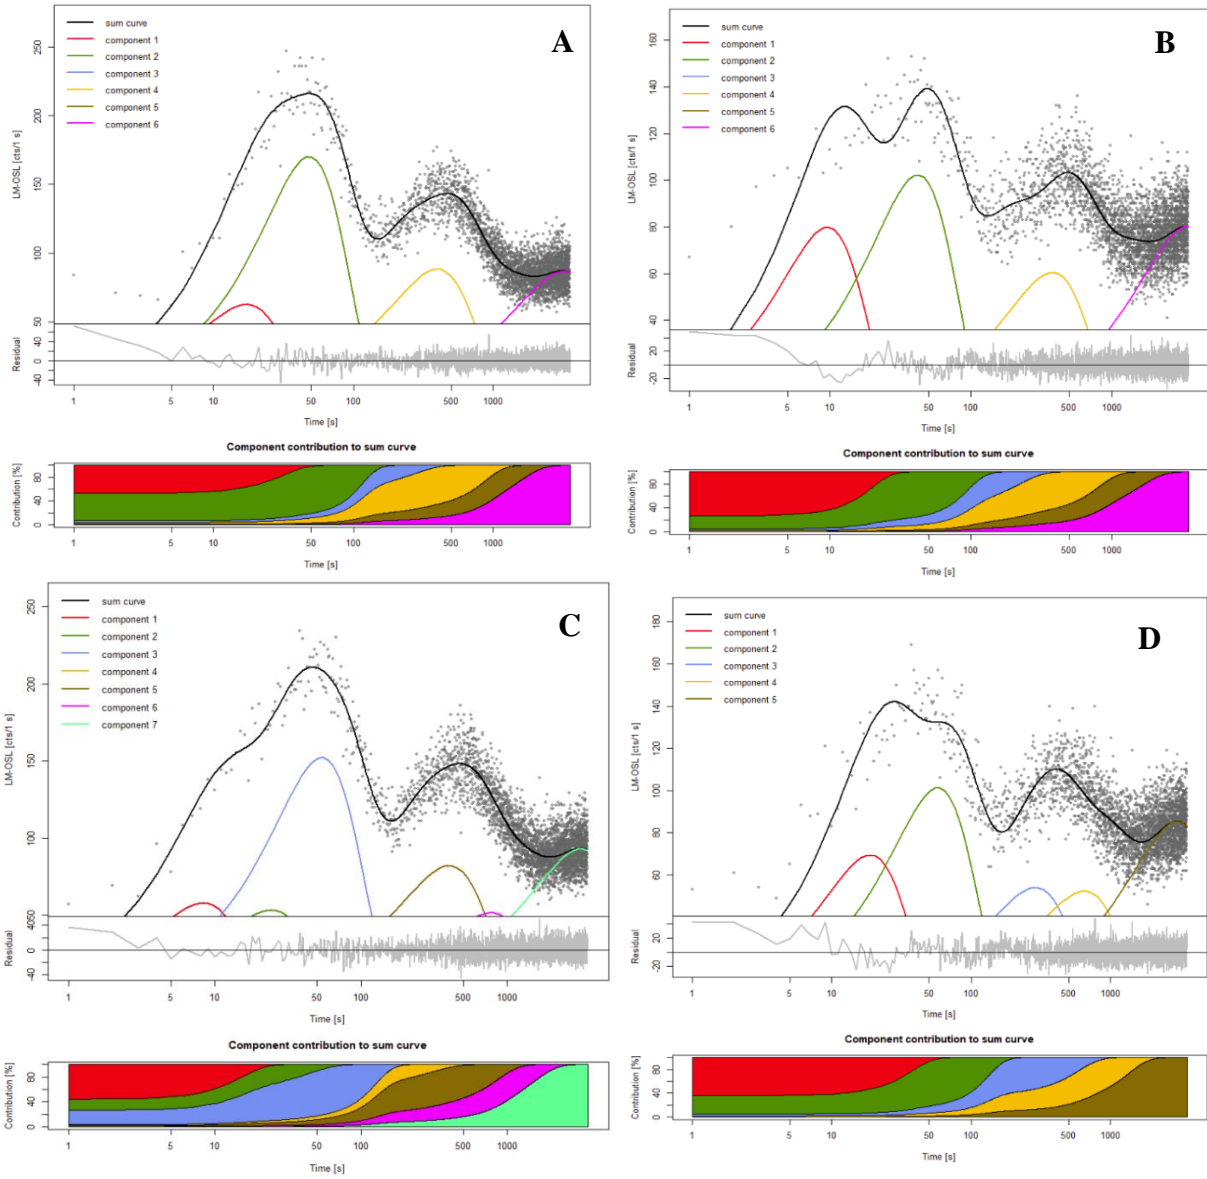 A
sum curve
component 1
component 2
component 3
component 4
component 5
component 6
LM-OSL [cts/1 s]
50 100 150 200 250
Residual
-40 0 40
1 5 10 50 100 500 1000
Time [s]
Component contribution to sum curve
Contribution [%]
0 40 80
1 5 10 50 100 500 1000
Time [s]
B
sum curve
component 1
component 2
component 3
component 4
component 5
component 6
LM-OSL [cts/1 s]
40 60 80 100 120 140 160
Residual
-20 20
1 5 10 50 100 500 1000
Time [s]
Component contribution to sum curve
Contribution [%]
0 40 80
1 5 10 50 100 500 1000
Time [s]
C
sum curve
component 1
component 2
component 3
component 4
component 5
component 6
component 7
LM-OSL [cts/1 s]
50 100 150 200 250
Residual
-40 0 40
1 5 10 50 100 500 1000
Time [s]
Component contribution to sum curve
Contribution [%]
0 40 80
1 5 10 50 100 500 1000
Time [s]
D
sum curve
component 1
component 2
component 3
component 4
component 5
LM-OSL [cts/1 s]
60 80 100 120 140 160 180
Residual
-20 20
1 5 10 50 100 500 1000
Time [s]
Component contribution to sum curve
Contribution [%]
0 40 80
1 5 10 50 100 500 1000
Time [s]